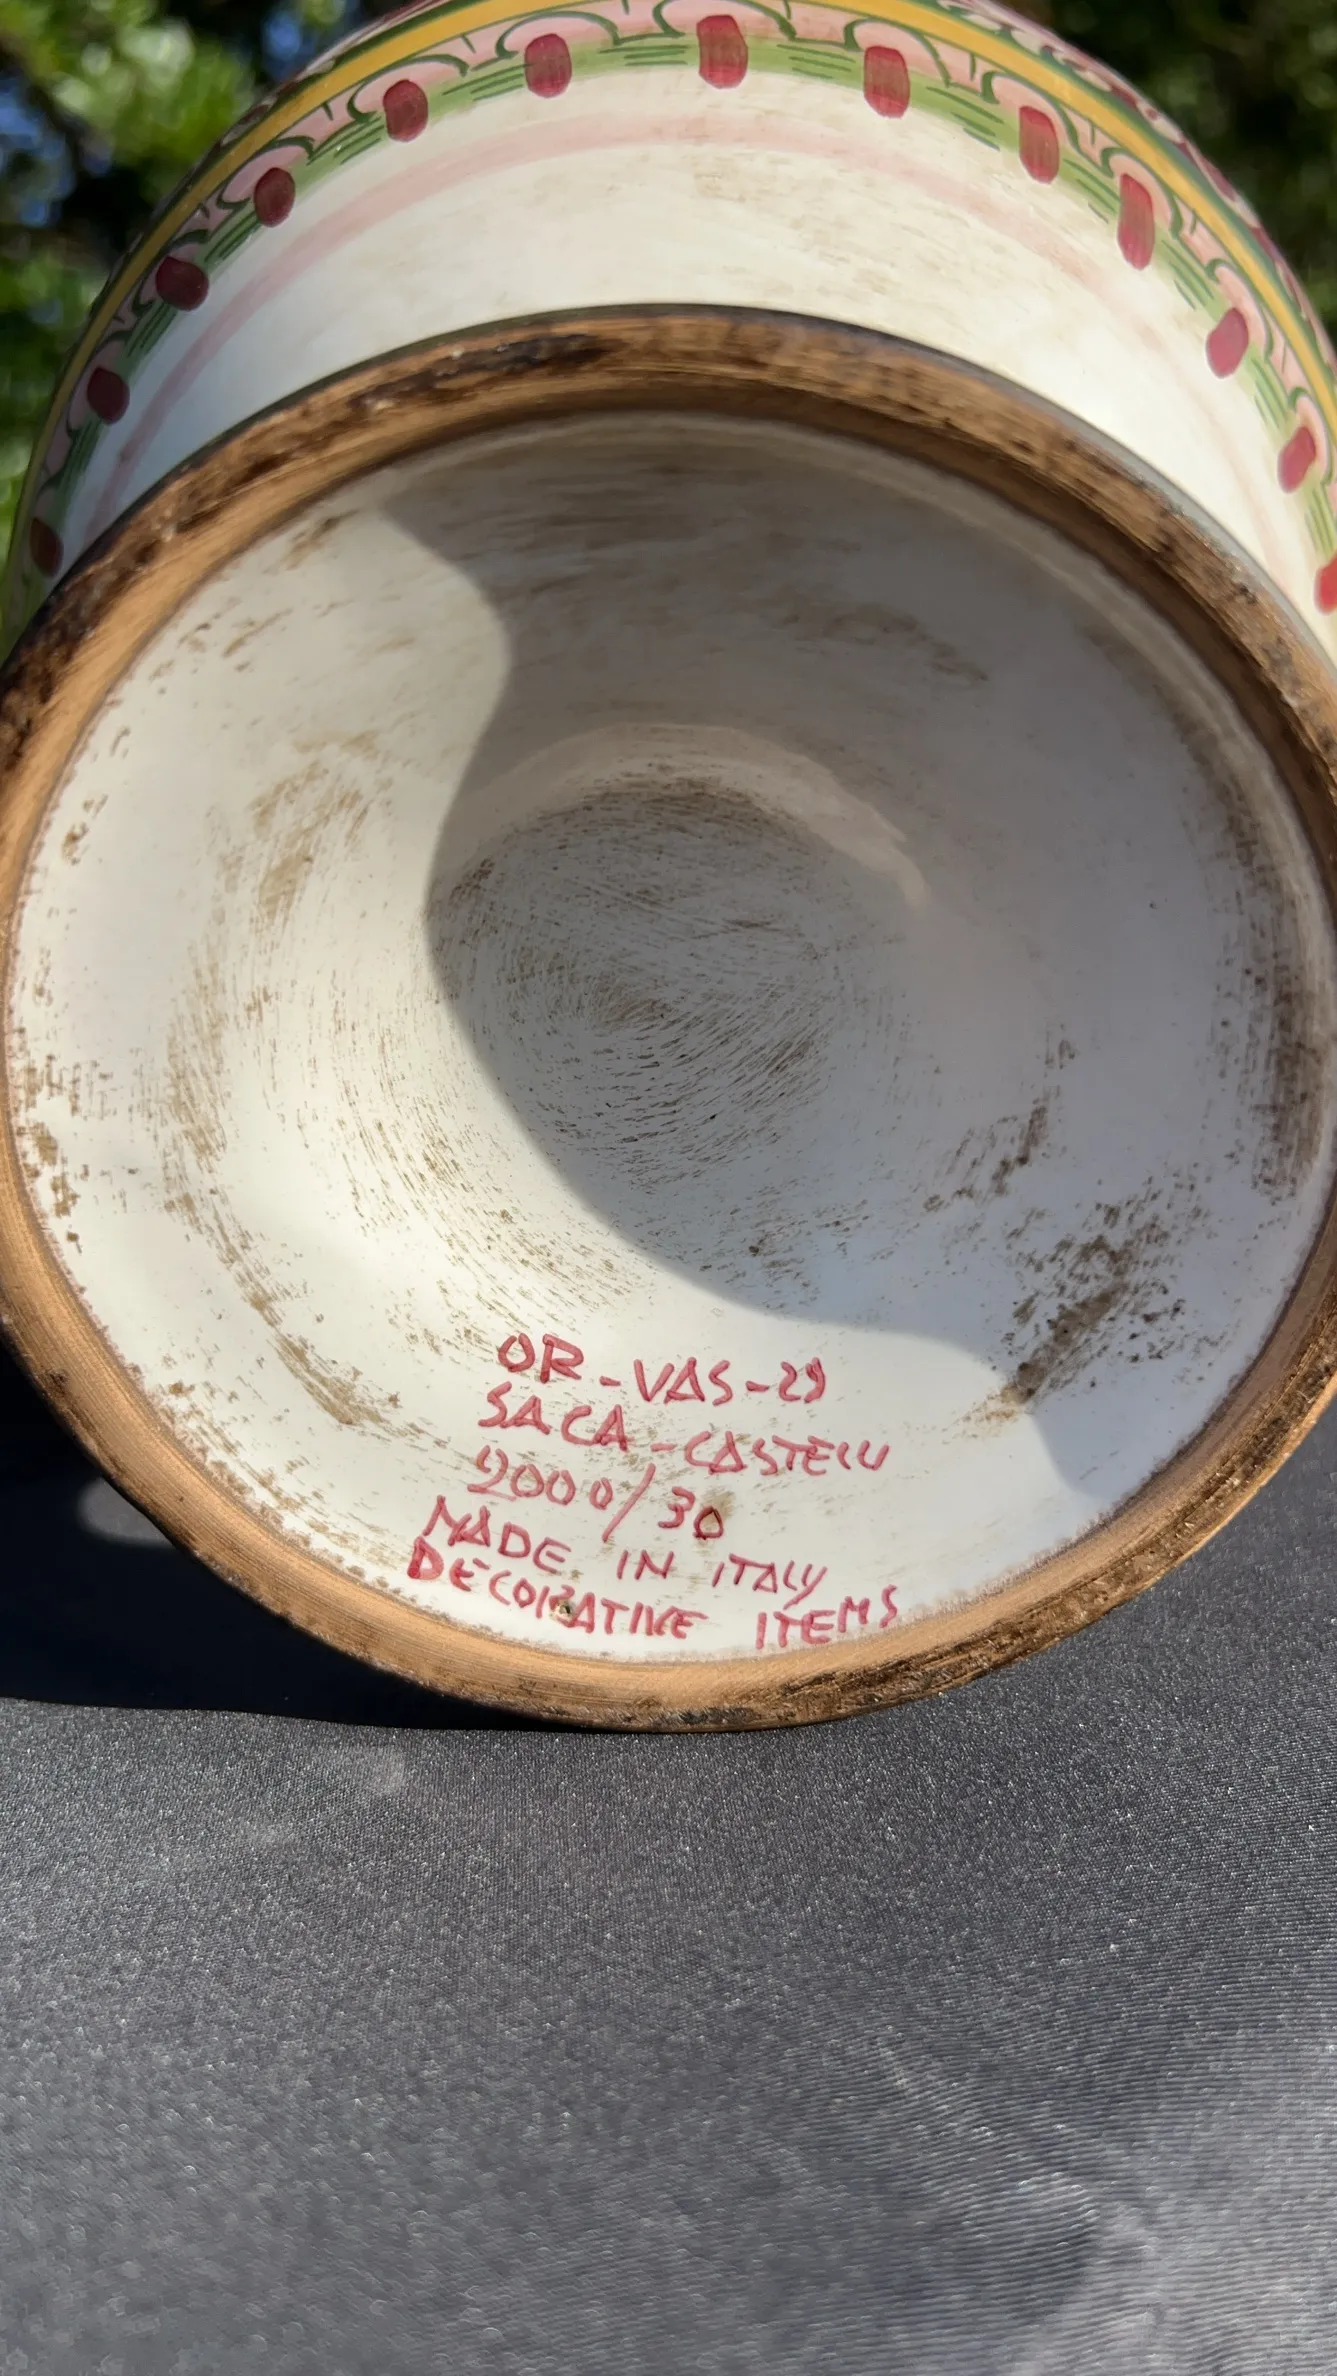 OR-VAS-29
SACA-CASTELLI
2000/30
MADE IN ITALY
DECORATIVE ITEMS